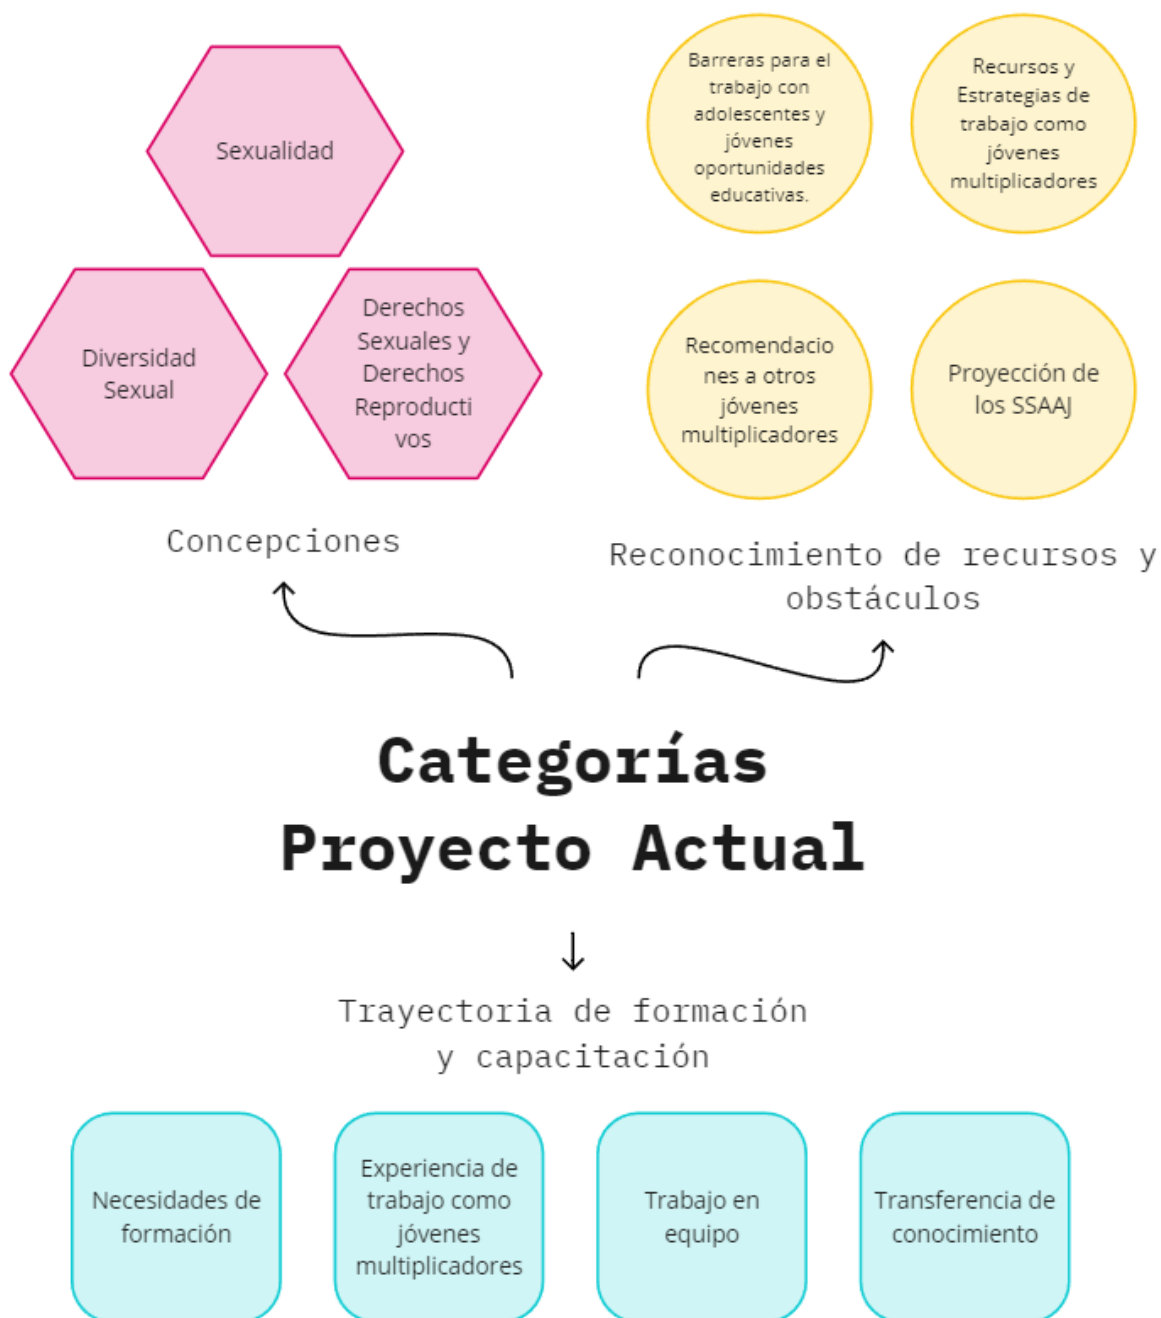 Sexualidad
Diversidad
Sexual
Derechos
Sexuales y
Derechos
Reproducti
vos
Concepciones
Barreras para el
trabajo con
adolescentes y
jóvenes
oportunidades
educativas.
Recursos y
Estrategias de
trabajo como
jóvenes
multiplicadores
Recomendacio
nes a otros
jóvenes
multiplicadores
Proyección de
los SSAAJ
Reconocimiento de recursos y
obstáculos
Categorías
Proyecto Actual
Trayectoria de formación
y capacitación
Necesidades de
formación
Experiencia de
trabajo como
jóvenes
multiplicadores
Trabajo en
equipo
Transferencia de
conocimiento